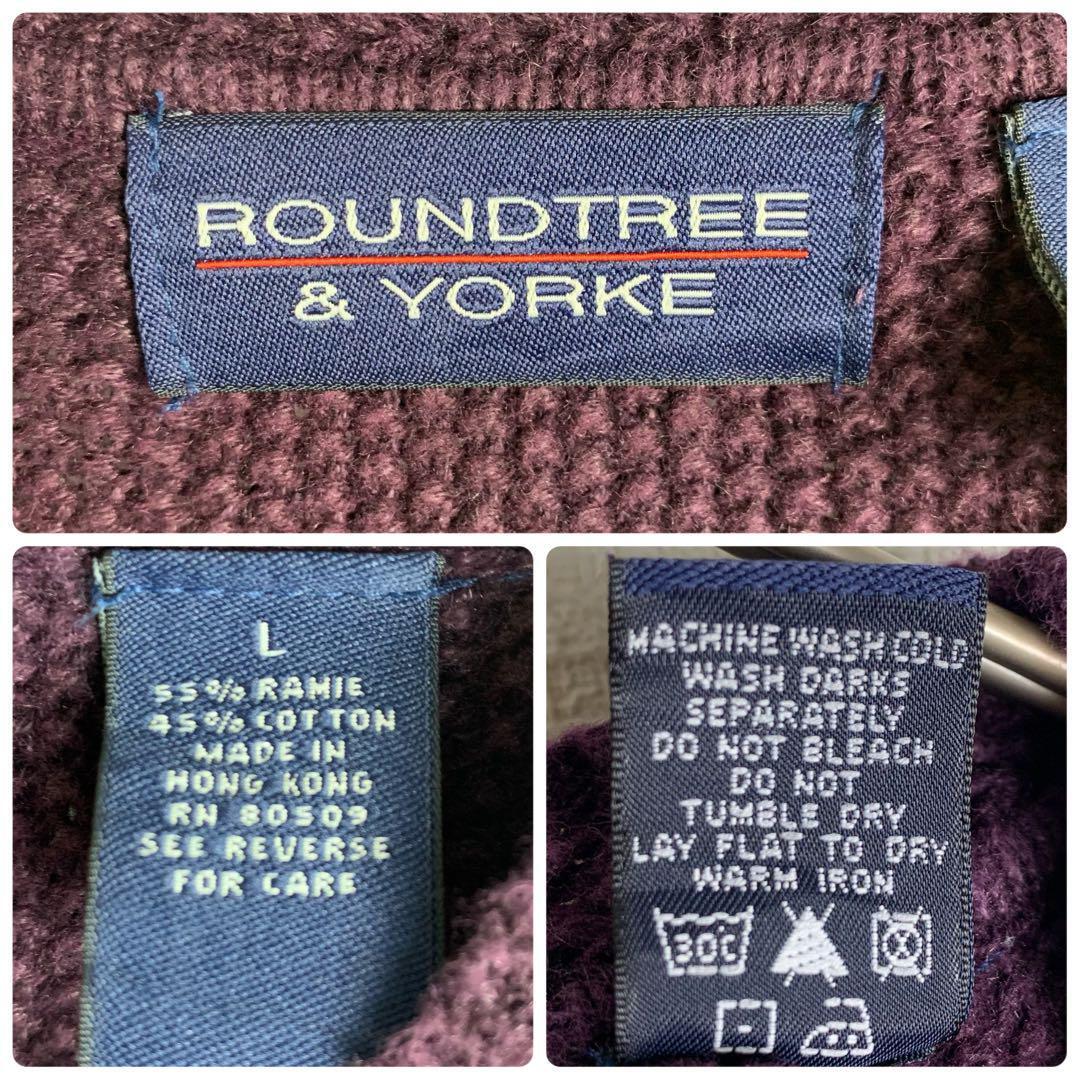 ROUNDTREE
& YORKE
L
55% RAMIE
45% COTTON
MADE IN
HONG KONG
RN 80509
SEE REVERSE
FOR CARE
MACHINE WASH COLD
WASH DARKS
SEPARATELY
DO NOT BLEACH
DO NOT
TUMBLE DRY
LAY FLAT TO DRY
WARM IRON
30C